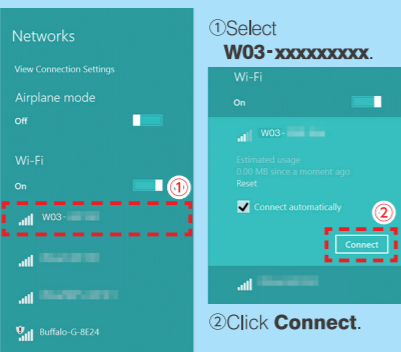 Networks
View Connection Settings
Airplane mode
Off
Wi-Fi
On
①
W03-
Buffalo-G-8E24
①Select
W03-xxxxxxxxx.
Wi-Fi
On
W03-
Estimated usage
0.00 MB since a moment ago
Reset
Connect automatically
②
Connect
②Click Connect.